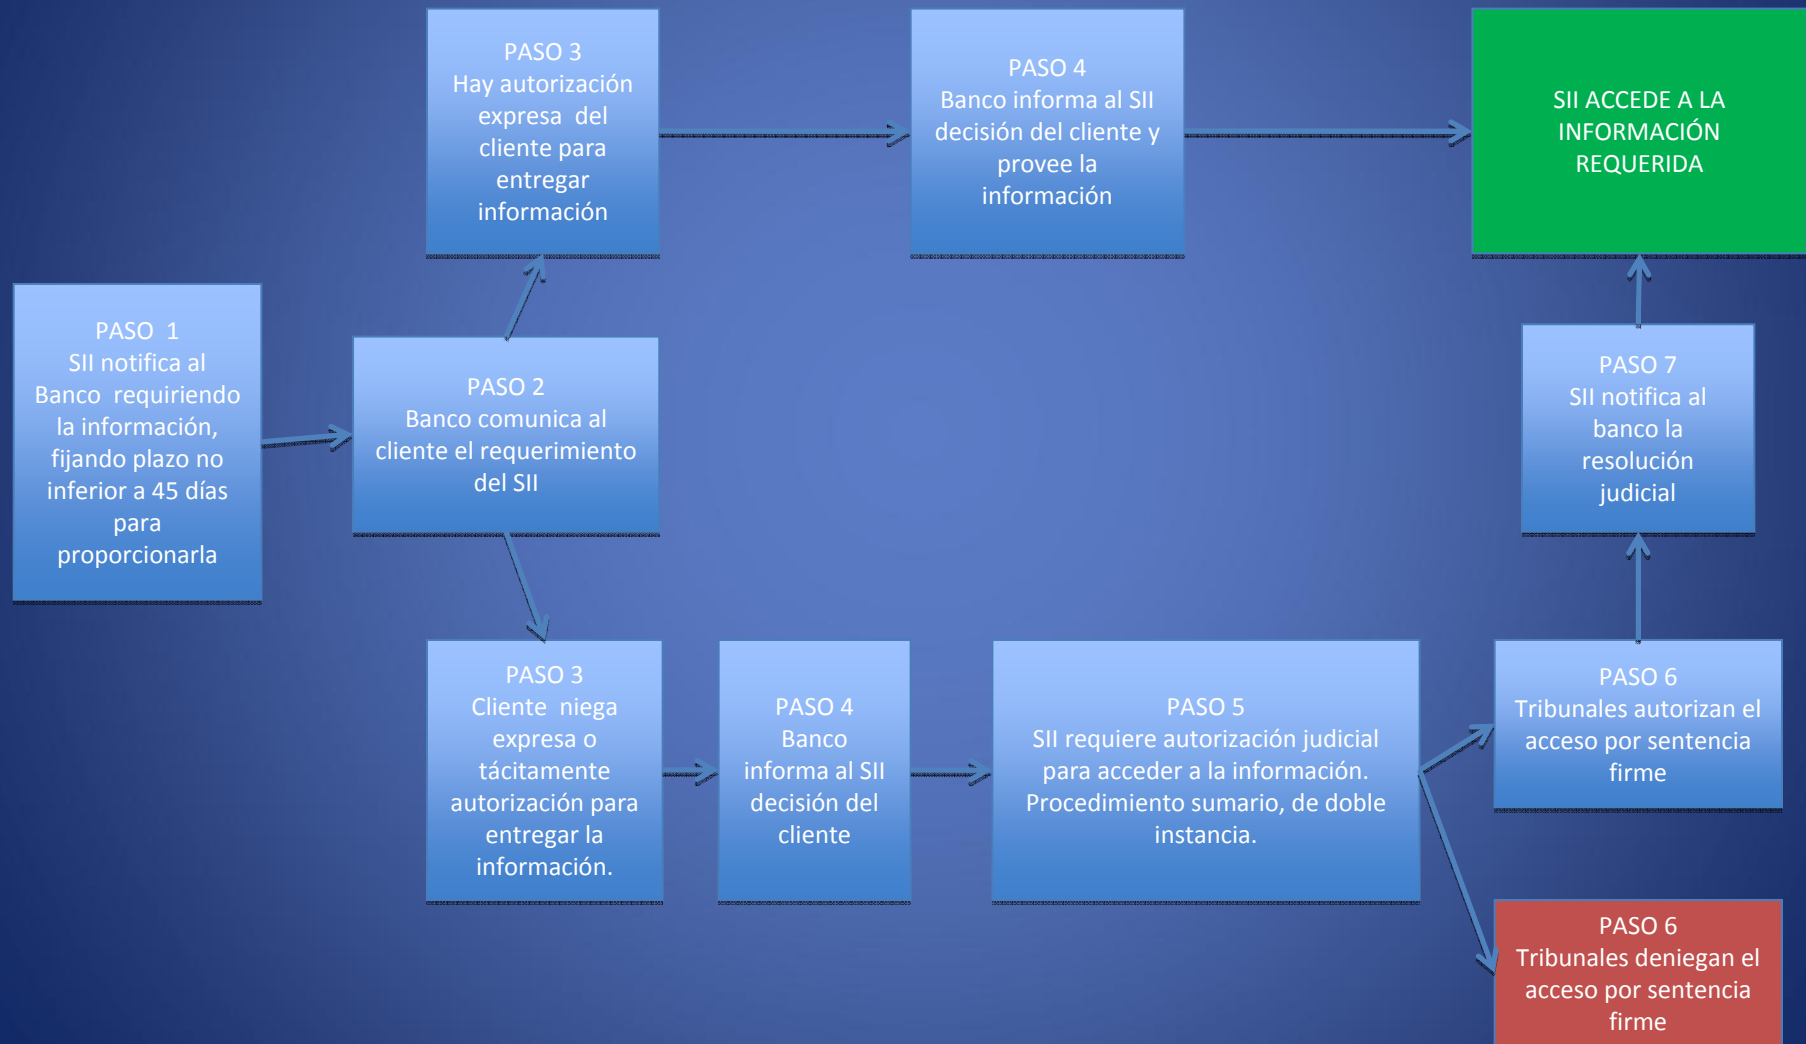 PASO 1
SII notifica al
Banco requiriendo
la información,
fijando plazo no
inferior a 45 días
para
proporcionarla
PASO 2
Banco comunica al
cliente el requerimiento
del SII
PASO 3
Hay autorización
expresa del
cliente para
entregar
información
PASO 4
Banco informa al SII
decisión del cliente y
provee la
información
SII ACCEDE A LA
INFORMACIÓN
REQUERIDA
PASO 3
Cliente niega
expresa o
tácitamente
autorización para
entregar la
información.
PASO 4
Banco
informa al SII
decisión del
cliente
PASO 5
SII requiere autorización judicial
para acceder a la información.
Procedimiento sumario, de doble
instancia.
PASO 6
Tribunales autorizan el
acceso por sentencia
firme
PASO 7
SII notifica al
banco la
resolución
judicial
PASO 6
Tribunales deniegan el
acceso por sentencia
firme